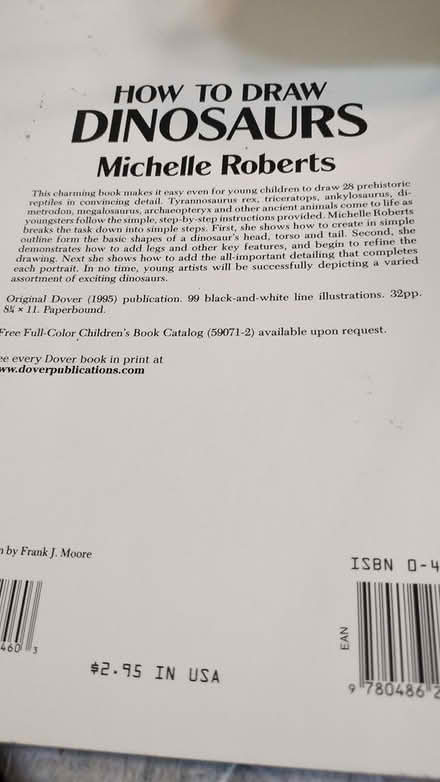 HOW TO DRAW
DINOSAURS
Michelle Roberts
This charming book makes it easy even for young children to draw 28 prehistoric
reptiles in convincing detail. Tyrannosaurus rex, triceratops, ankylosaurus, di-
metrodon, megalosaurus, archaeopteryx and other ancient animals come to life as
youngsters follow the simple, step-by-step instructions provided. Michelle Roberts
breaks the task down into simple steps. First, she shows how to create in simple
outline form the basic shapes of a dinosaur's head, torso and tail. Second, she
demonstrates how to add legs and other key features, and begin to refine the
drawing. Next she shows how to add the all-important detailing that completes
each portrait. In no time, young artists will be successfully depicting a varied
assortment of exciting dinosaurs.
Original Dover (1995) publication. 99 black-and-white line illustrations. 32pp.
8¼ × 11. Paperbound.
Free Full-Color Children's Book Catalog (59071-2) available upon request.
ee every Dover book in print at
ww.doverpublications.com
n by Frank J. Moore
ISBN 0-4
EAN
460 3
$2.95 IN USA
9 780486 2